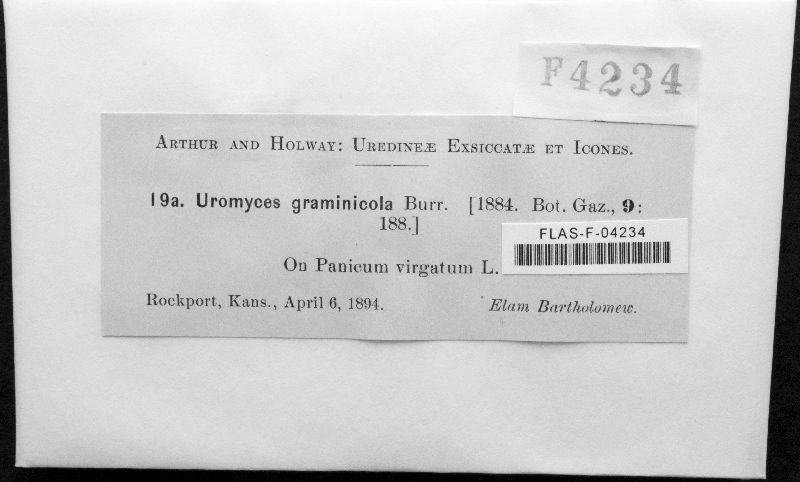 F4234
ARTHUR AND HOLWAY: UREDINEÆ EXSICCATÆ ET ICONES.
19a. Uromyces graminicola Burr. [1884. Bot. Gaz., 9:
188.]
FLAS-F-04234
On Panicum virgatum L.
Rockport, Kans., April 6, 1894. Elam Bartholomew.